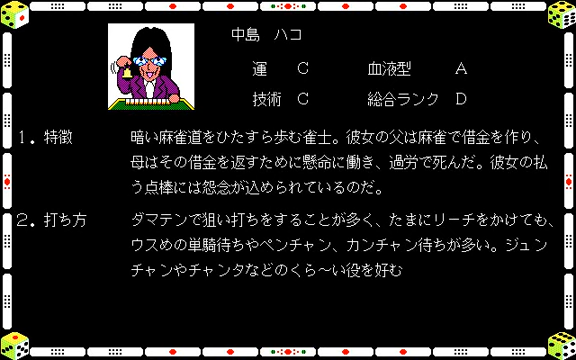 中島　ハコ
運　C　血液型　A
技術　C　総合ランク　D
1. 特徴　暗い麻雀道をひたすら歩む雀士。彼女の父は麻雀で借金を作り、
母はその借金を返すために懸命に働き、過労で死んだ。彼女の払
う点棒には怨念が込められているのだ。
2. 打ち方　ダマテンで狙い打ちをすることが多く、たまにリーチをかけても、
ウスめの単騎待ちやペンチャン、カンチャン待ちが多い。ジュン
チャンやチャンタなどのくら〜い役を好む